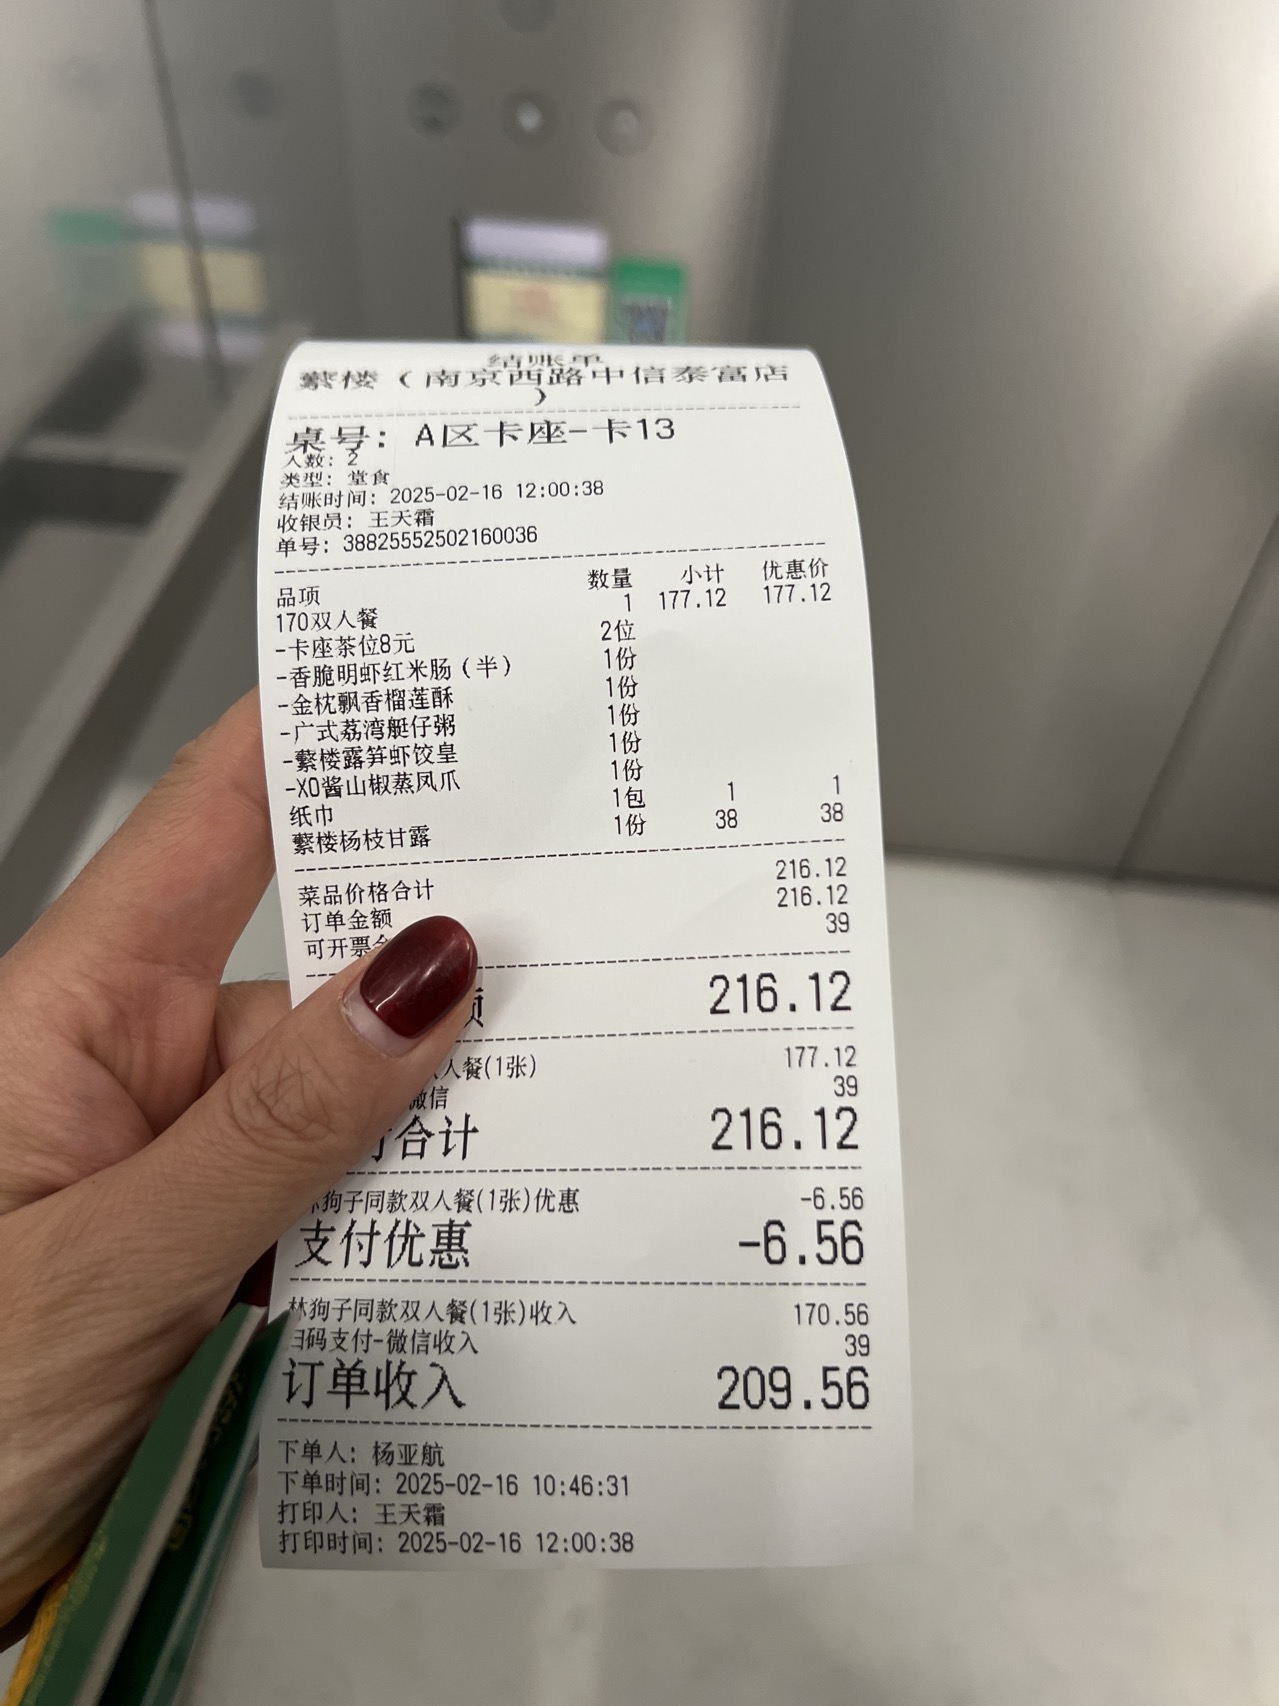 结账单
蘩楼（南京西路中信泰富店
）
桌号：A区卡座-卡13
人数：2
类型：堂食
结账时间：2025-02-16 12:00:38
收银员：王天霜
单号：38825552502160036
品项 数量 小计 优惠价
170双人餐 1 177.12 177.12
-卡座茶位8元 2位
-香脆明虾红米肠（半） 1份
-金枕飘香榴莲酥 1份
-广式荔湾艇仔粥 1份
-蘩楼露笋虾饺皇 1份
-XO酱山椒蒸凤爪 1份
纸巾 1包 1 1
蘩楼杨枝甘露 1份 38 38
菜品价格合计 216.12
订单金额 216.12
可开票 39
额 216.12
人餐(1张) 177.12
微信 39
合计 216.12
狗子同款双人餐(1张)优惠 -6.56
支付优惠 -6.56
林狗子同款双人餐(1张)收入 170.56
扫码支付-微信收入 39
订单收入 209.56
下单人：杨亚航
下单时间：2025-02-16 10:46:31
打印人：王天霜
打印时间：2025-02-16 12:00:38